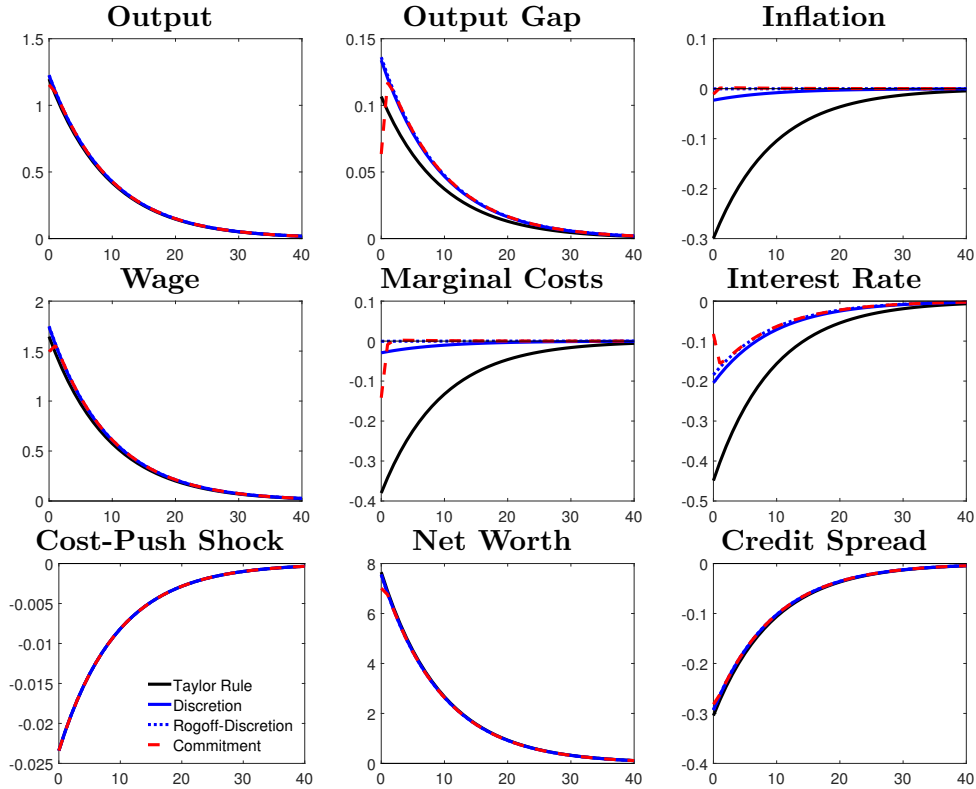 Output
1.5
1
0.5
0
0 10 20 30 40
Output Gap
0.15
0.1
0.05
0
0 10 20 30 40
Inflation
0.1
0
-0.1
-0.2
-0.3
0 10 20 30 40
Wage
2
1.5
1
0.5
0
0 10 20 30 40
Marginal Costs
0.1
0
-0.1
-0.2
-0.3
-0.4
0 10 20 30 40
Interest Rate
0
-0.1
-0.2
-0.3
-0.4
-0.5
0 10 20 30 40
Cost-Push Shock
0
-0.005
-0.01
-0.015
-0.02
-0.025
0 10 20 30 40
Taylor Rule
Discretion
Rogoff-Discretion
Commitment
Net Worth
8
6
4
2
0
0 10 20 30 40
Credit Spread
0
-0.1
-0.2
-0.3
-0.4
0 10 20 30 40